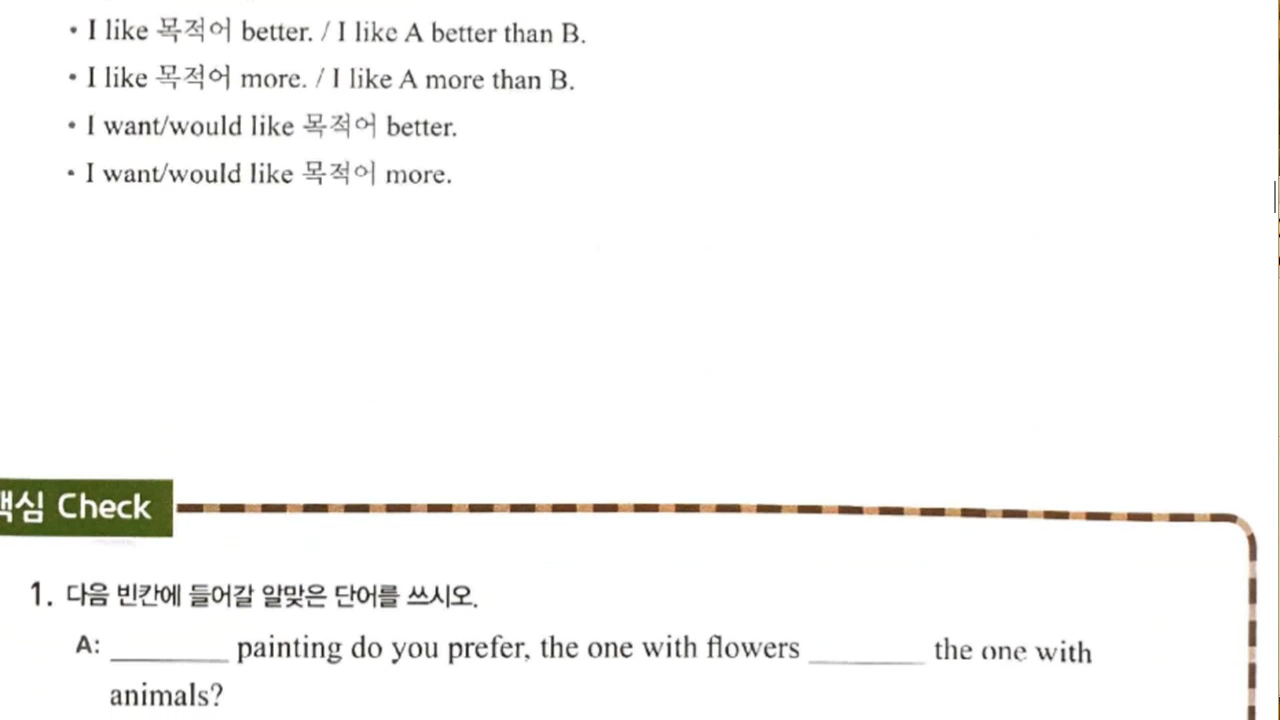 • I like 목적어 better. / I like A better than B.
• I like 목적어 more. / I like A more than B.
• I want/would like 목적어 better.
• I want/would like 목적어 more.
핵심 Check
1. 다음 빈칸에 들어갈 알맞은 단어를 쓰시오.
A: ________ painting do you prefer, the one with flowers ________ the one with
animals?